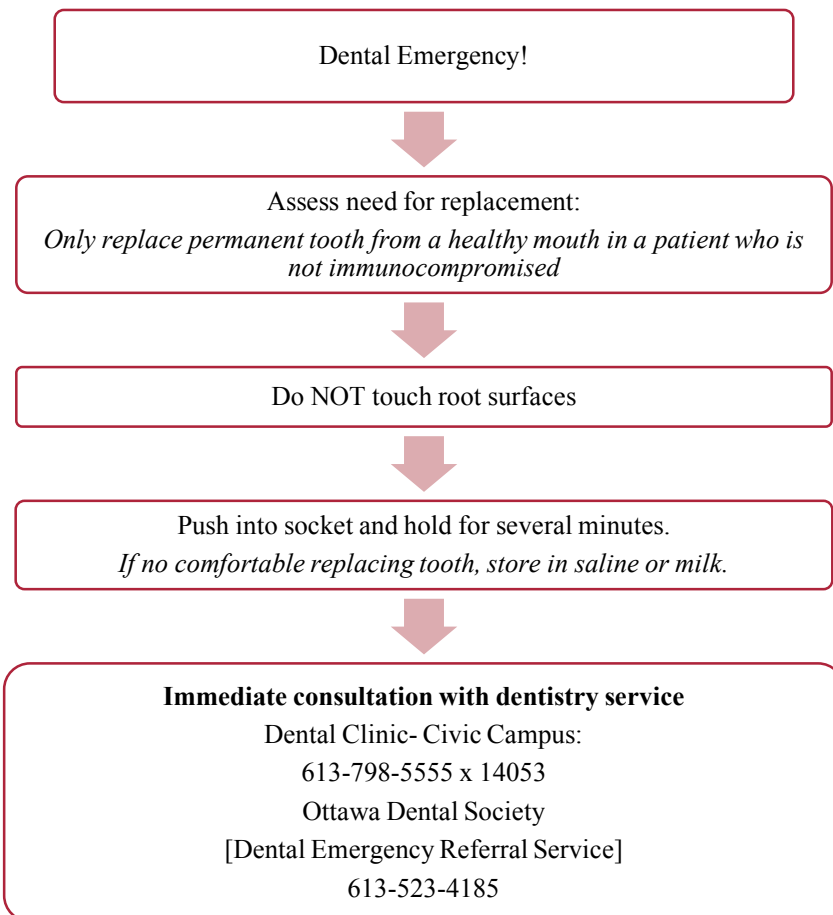 Dental Emergency!
Assess need for replacement:
Only replace permanent tooth from a healthy mouth in a patient who is
not immunocompromised
Do NOT touch root surfaces
Push into socket and hold for several minutes.
If no comfortable replacing tooth, store in saline or milk.
Immediate consultation with dentistry service
Dental Clinic- Civic Campus:
613-798-5555 x 14053
Ottawa Dental Society
[Dental Emergency Referral Service]
613-523-4185